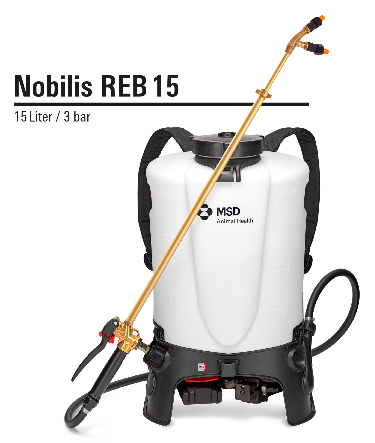 Nobilis REB 15
15 Liter / 3 bar
MSD
Animal Health